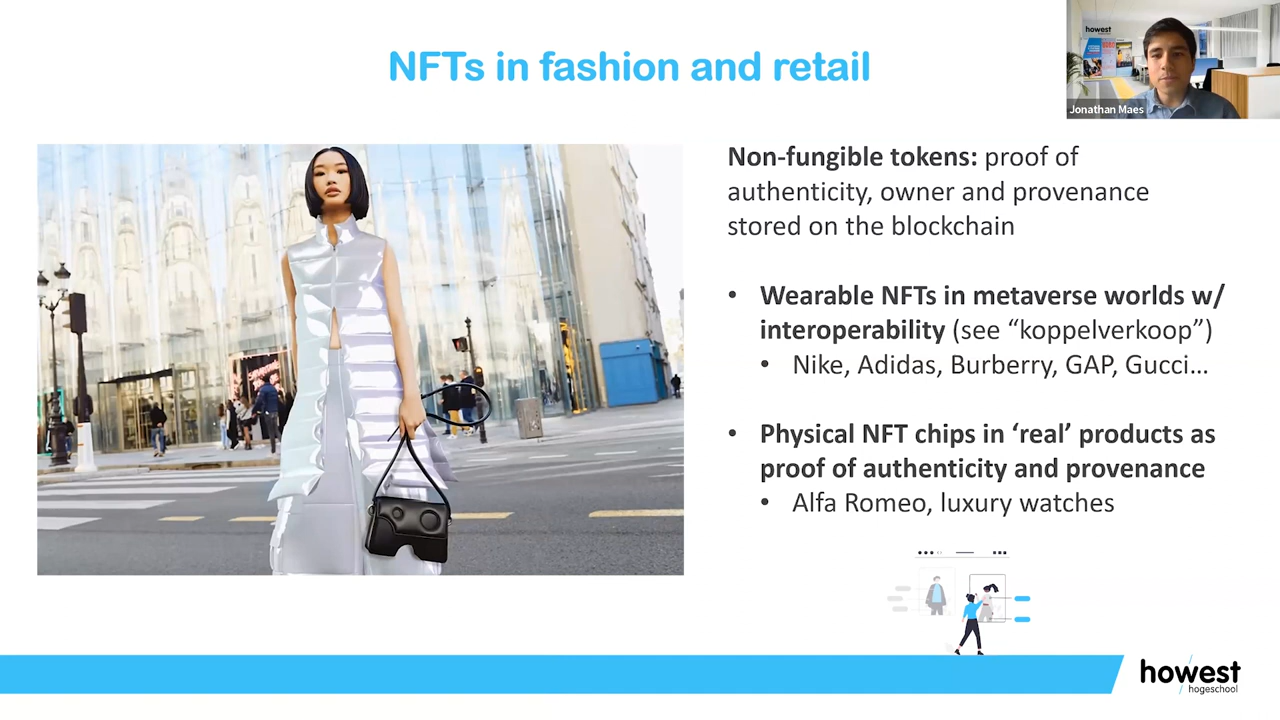 NFTs in fashion and retail
howest
Jonathan Maes
Non-fungible tokens: proof of
authenticity, owner and provenance
stored on the blockchain
• Wearable NFTs in metaverse worlds w/
interoperability (see “koppelverkoop”)
• Nike, Adidas, Burberry, GAP, Gucci…
• Physical NFT chips in ‘real’ products as
proof of authenticity and provenance
• Alfa Romeo, luxury watches
howest
hogeschool